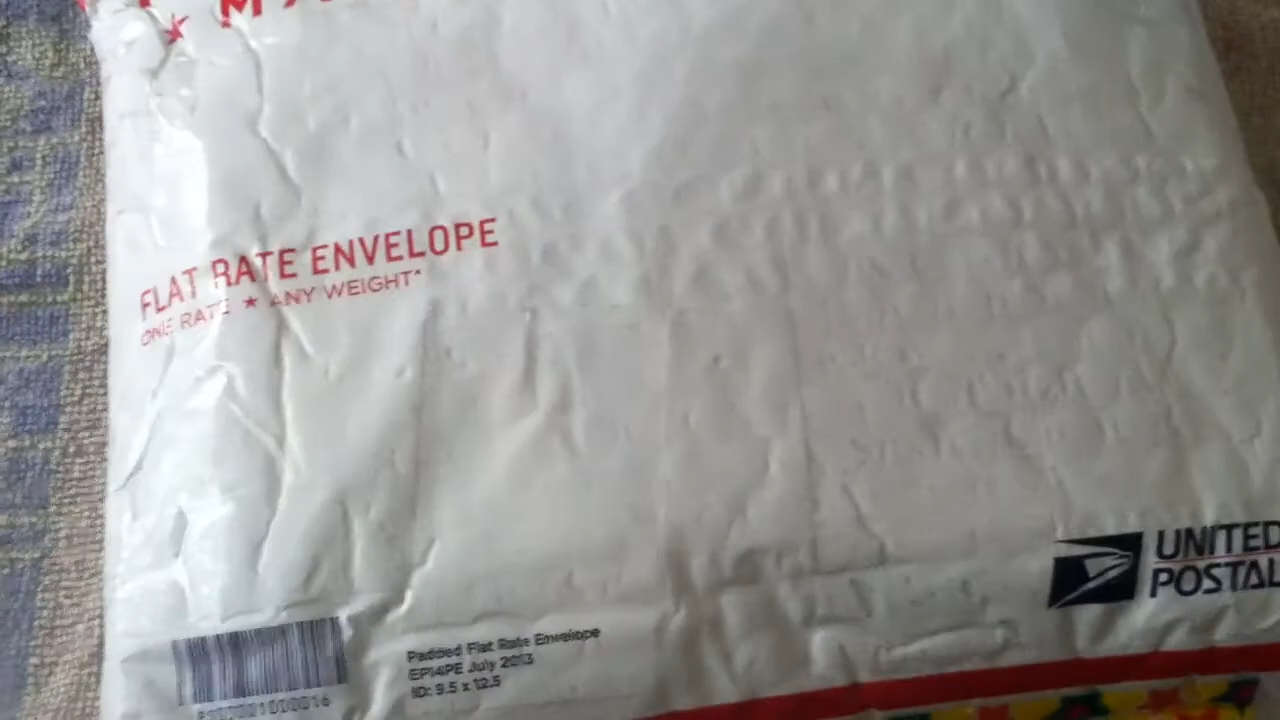 FLAT RATE ENVELOPE
ONE RATE ★ ANY WEIGHT*
UNITED
POSTAL
Padded Flat Rate Envelope
EP14PE July 2013
ID: 9.5 x 12.5